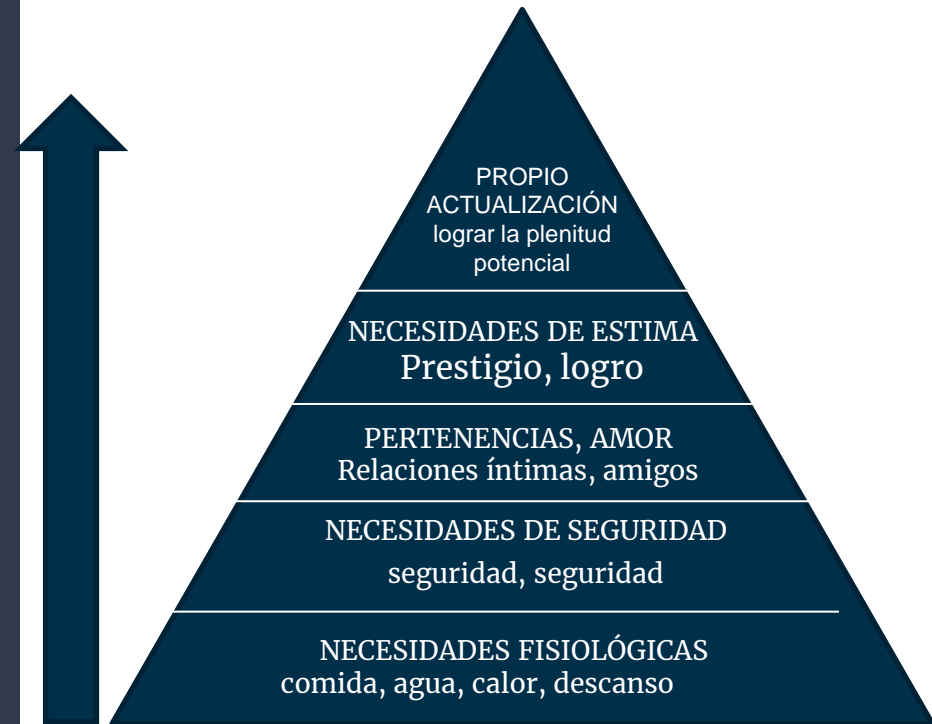 PROPIO
ACTUALIZACIÓN
lograr la plenitud
potencial
NECESIDADES DE ESTIMA
Prestigio, logro
PERTENENCIAS, AMOR
Relaciones íntimas, amigos
NECESIDADES DE SEGURIDAD
seguridad, seguridad
NECESIDADES FISIOLÓGICAS
comida, agua, calor, descanso